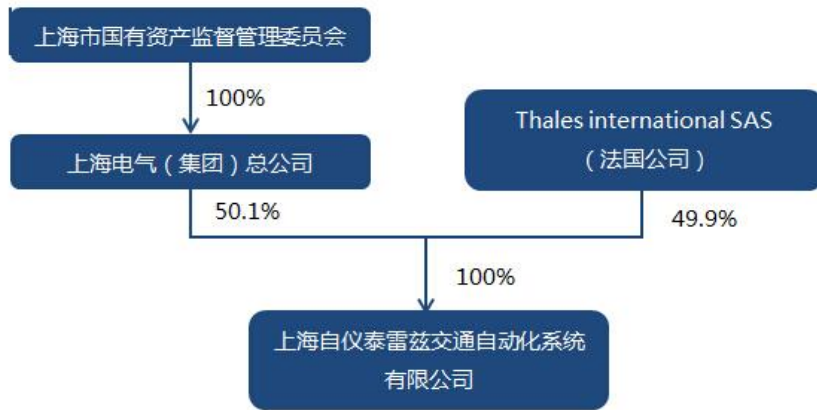 上海市国有资产监督管理委员会
100%
上海电气（集团）总公司
Thales international SAS
（法国公司）
50.1%
49.9%
100%
上海自仪泰雷兹交通自动化系统
有限公司